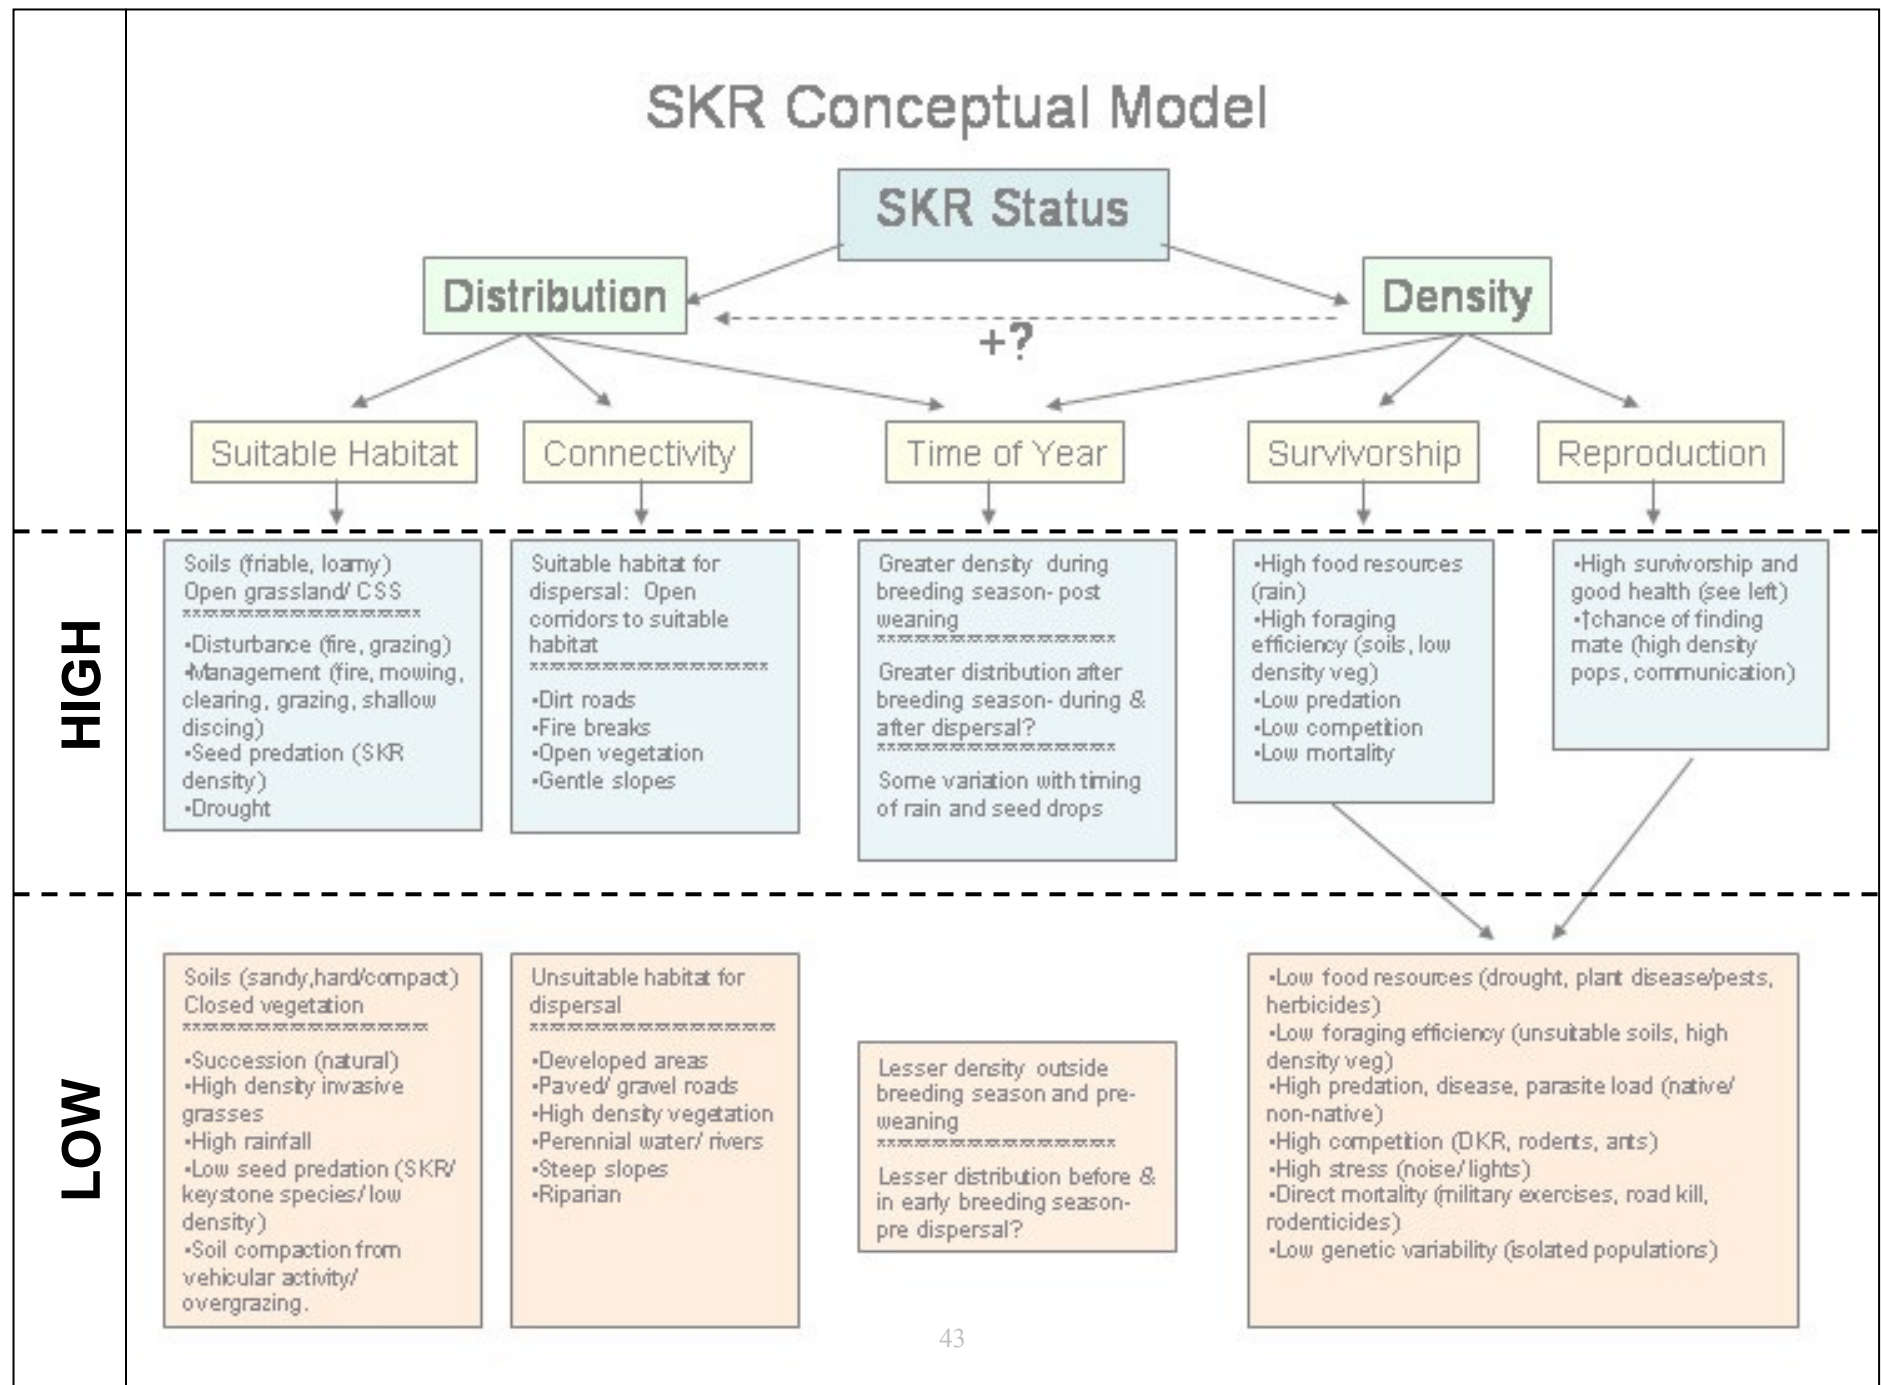 SKR Conceptual Model
SKR Status
Distribution
Density
+?
Suitable Habitat
Connectivity
Time of Year
Survivorship
Reproduction
HIGH
Soils (friable, loamy)
Open grassland/ CSS
************************
•Disturbance (fire, grazing)
•Management (fire, mowing,
clearing, grazing, shallow
discing)
•Seed predation (SKR
density)
•Drought
Suitable habitat for
dispersal: Open
corridors to suitable
habitat
************************
•Dirt roads
•Fire breaks
•Open vegetation
•Gentle slopes
Greater density during
breeding season- post
weaning
************************
Greater distribution after
breeding season- during &
after dispersal?
************************
Some variation with timing
of rain and seed drops
•High food resources
(rain)
•High foraging
efficiency (soils, low
density veg)
•Low predation
•Low competition
•Low mortality
•High survivorship and
good health (see left)
•↑chance of finding
mate (high density
pops, communication)
LOW
Soils (sandy,hard/compact)
Closed vegetation
*************************
•Succession (natural)
•High density invasive
grasses
•High rainfall
•Low seed predation (SKR/
keystone species/ low
density)
•Soil compaction from
vehicular activity/
overgrazing.
Unsuitable habitat for
dispersal
*************************
•Developed areas
•Paved/ gravel roads
•High density vegetation
•Perennial water/ rivers
•Steep slopes
•Riparian
Lesser density outside
breeding season and pre-
weaning
************************
Lesser distribution before &
in early breeding season-
pre dispersal?
•Low food resources (drought, plant disease/pests,
herbicides)
•Low foraging efficiency (unsuitable soils, high
density veg)
•High predation, disease, parasite load (native/
non-native)
•High competition (DKR, rodents, ants)
•High stress (noise/ lights)
•Direct mortality (military exercises, road kill,
rodenticides)
•Low genetic variability (isolated populations)
43